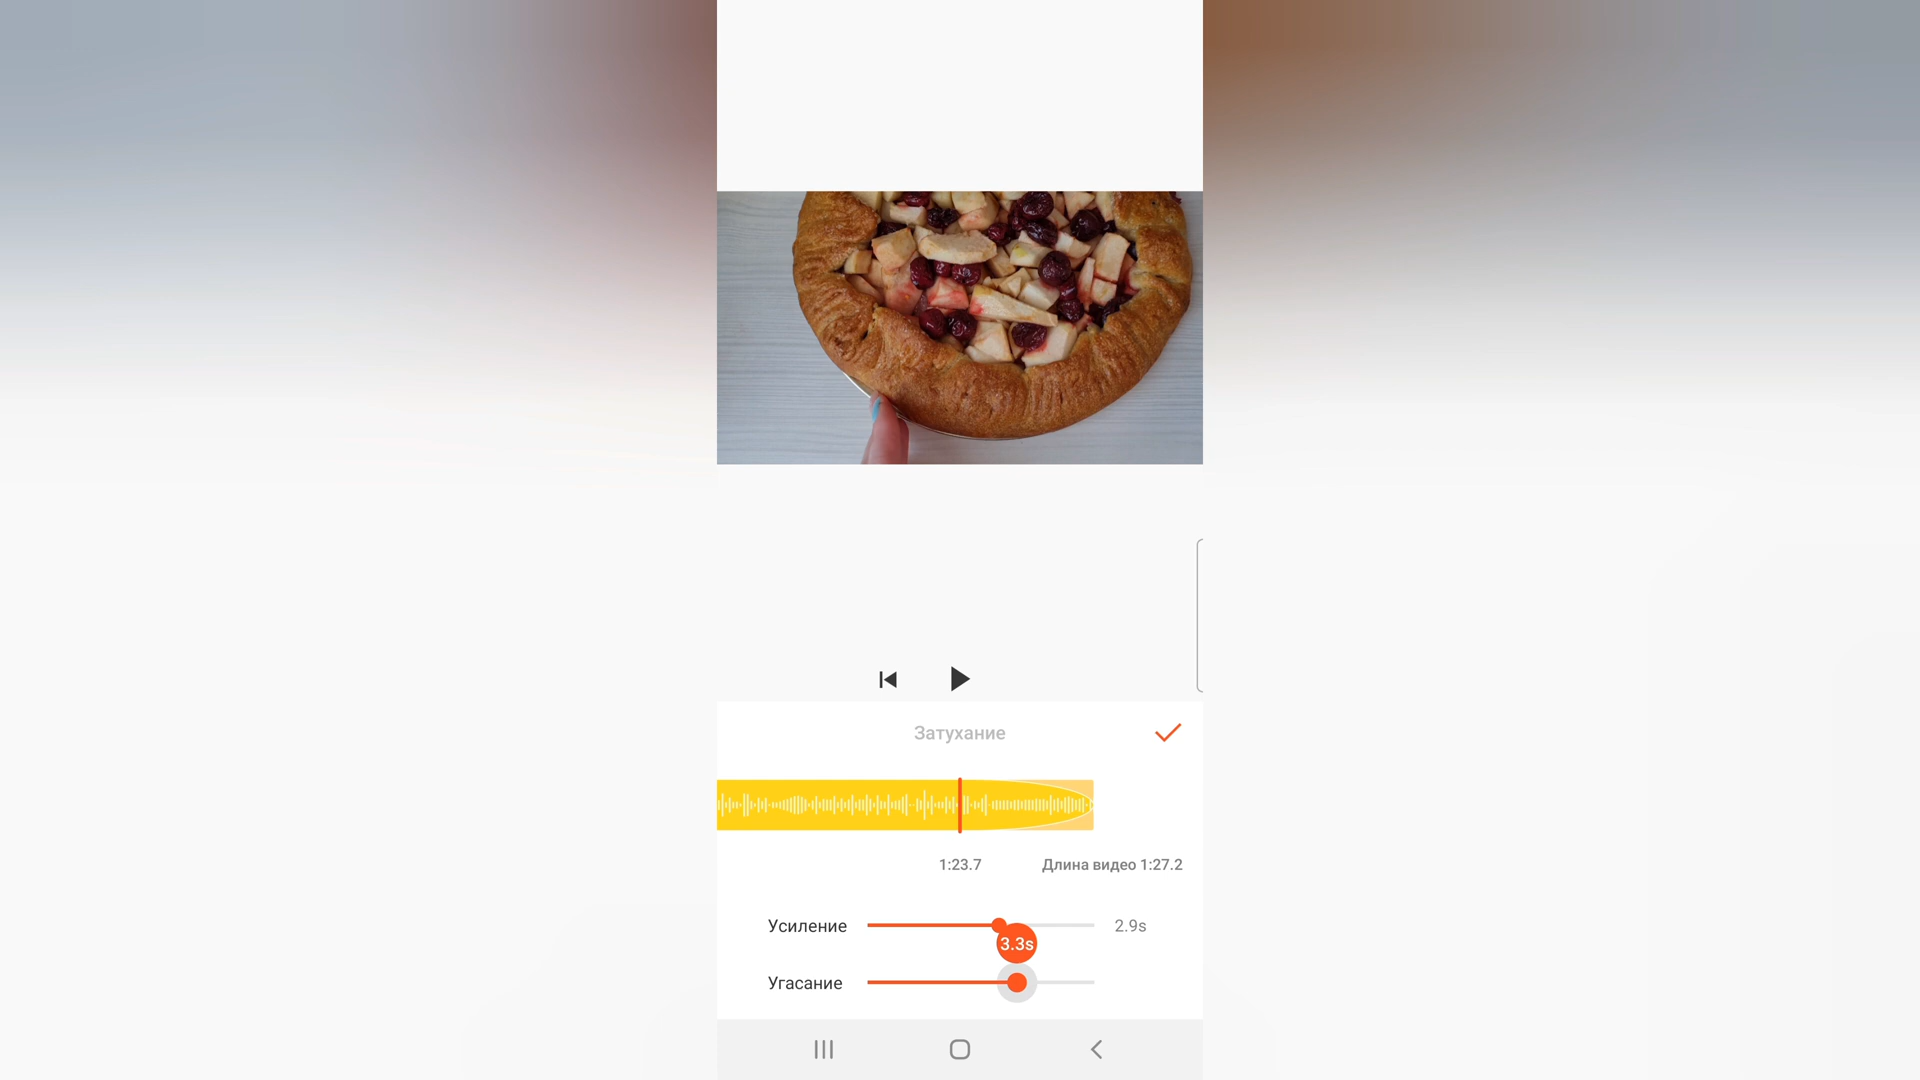 Затухание
1:23.7
Длина видео 1:27.2
Усиление 2.9s
3.3s
Угасание